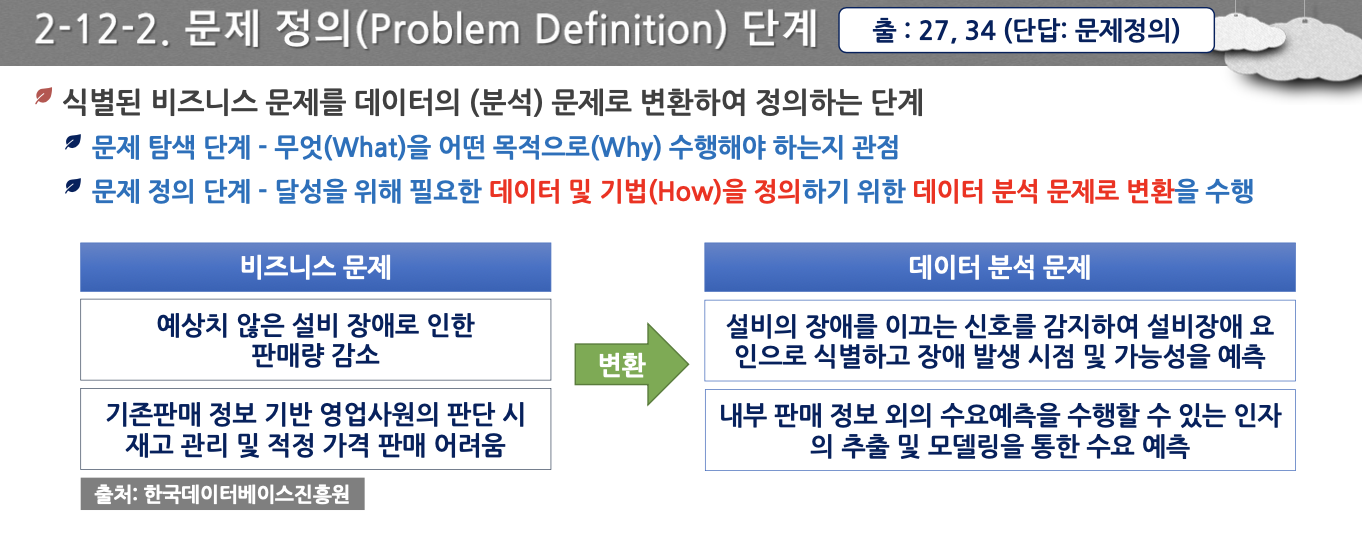 2-12-2. 문제 정의(Problem Definition) 단계
출 : 27, 34 (단답: 문제정의)
식별된 비즈니스 문제를 데이터의 (분석) 문제로 변환하여 정의하는 단계
문제 탐색 단계 - 무엇(What)을 어떤 목적으로(Why) 수행해야 하는지 관점
문제 정의 단계 - 달성을 위해 필요한 데이터 및 기법(How)을 정의하기 위한 데이터 분석 문제로 변환을 수행
비즈니스 문제
예상치 않은 설비 장애로 인한
판매량 감소
기존판매 정보 기반 영업사원의 판단 시
재고 관리 및 적정 가격 판매 어려움
변환
데이터 분석 문제
설비의 장애를 이끄는 신호를 감지하여 설비장애 요
인으로 식별하고 장애 발생 시점 및 가능성을 예측
내부 판매 정보 외의 수요예측을 수행할 수 있는 인자
의 추출 및 모델링을 통한 수요 예측
출처: 한국데이터베이스진흥원